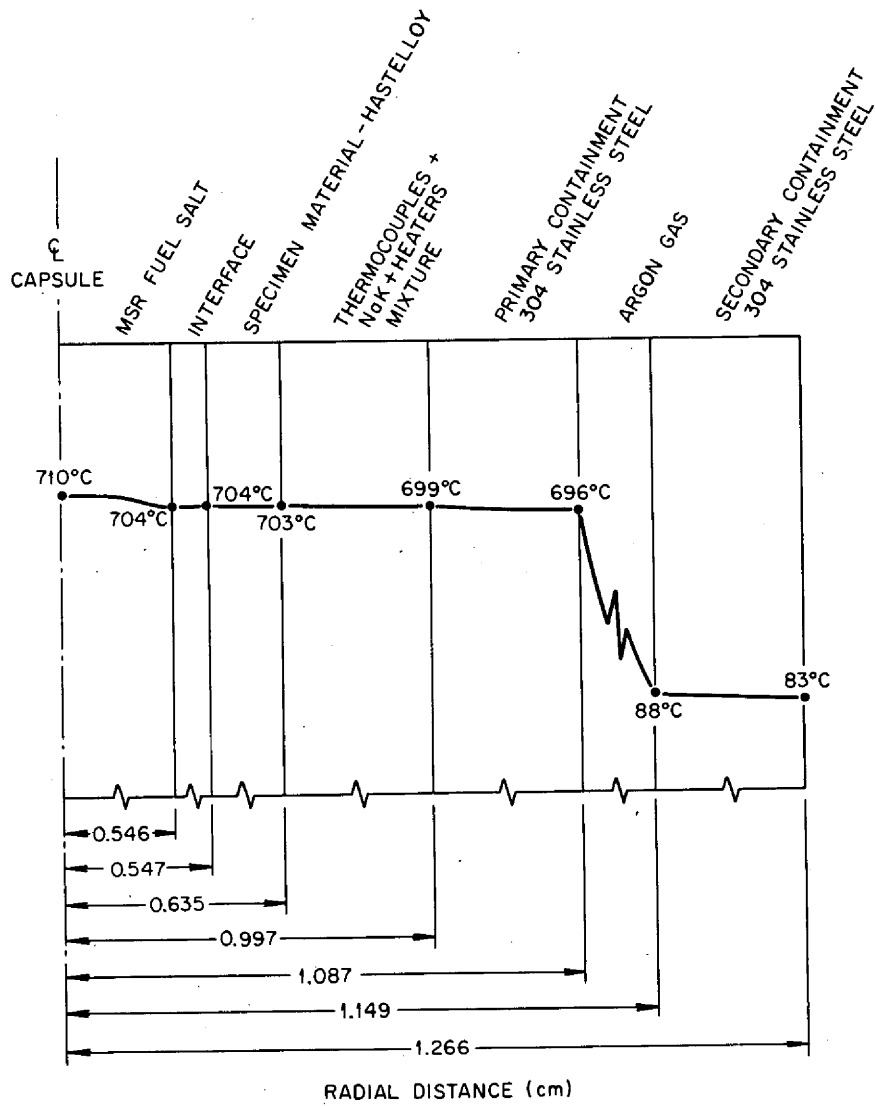 ℄
CAPSULE
MSR FUEL SALT
INTERFACE
SPECIMEN MATERIAL-HASTELLOY
THERMOCOUPLES +
NaK + HEATERS
MIXTURE
PRIMARY CONTAINMENT
304 STAINLESS STEEL
ARGON GAS
SECONDARY CONTAINMENT
304 STAINLESS STEEL
710°C
704°C
704°C
703°C
699°C
696°C
88°C
83°C
0.546
0.547
0.635
0.997
1.087
1.149
1.266
RADIAL DISTANCE (cm)